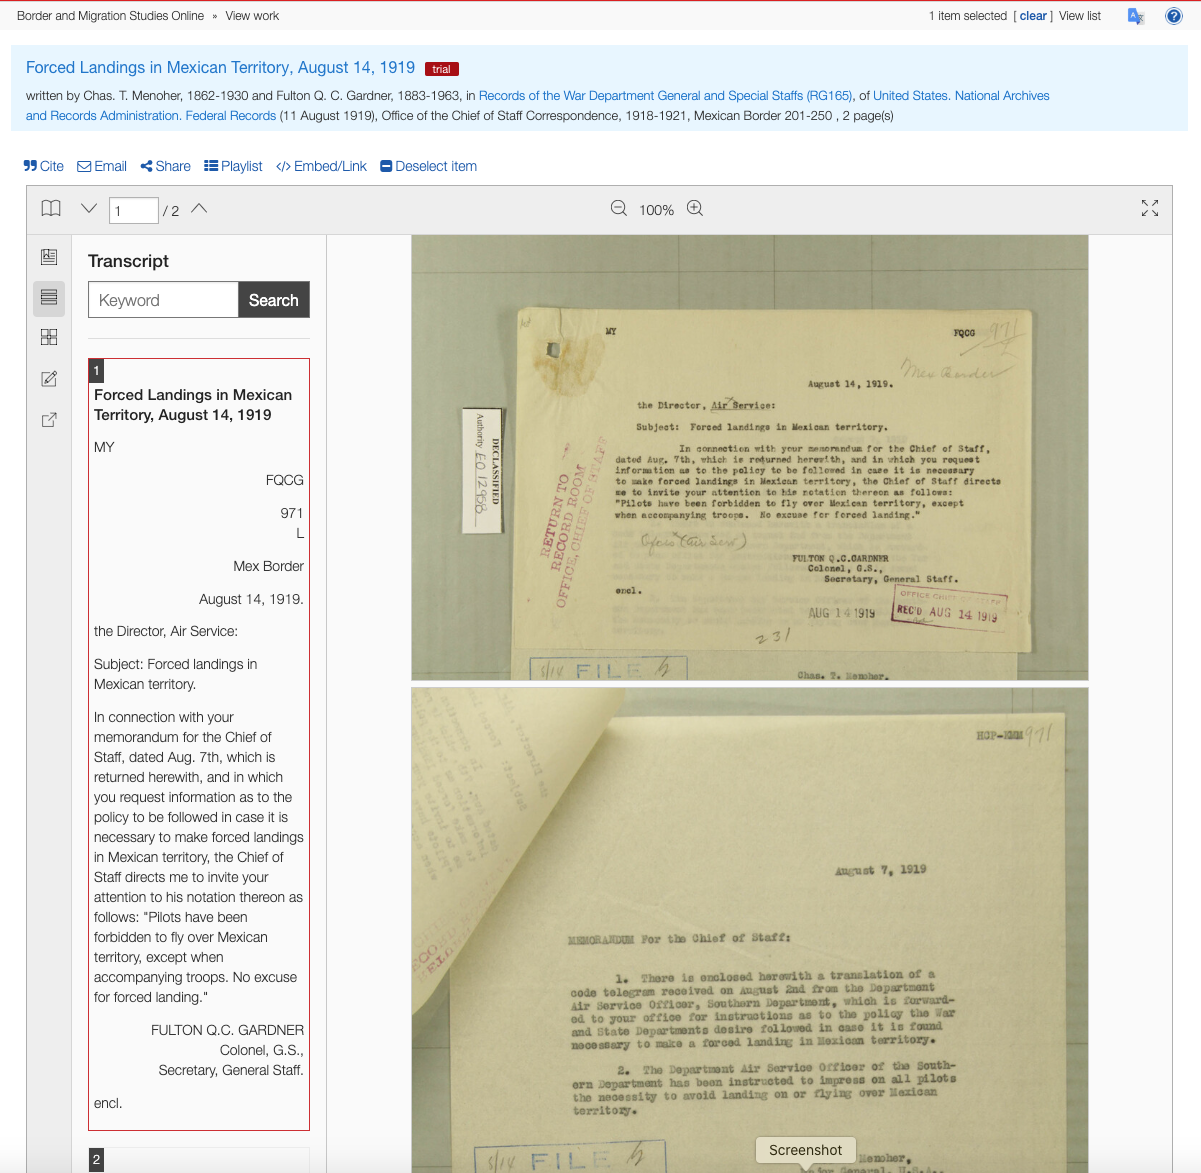 Border and Migration Studies Online » View work
1 item selected [ clear ] View list
Forced Landings in Mexican Territory, August 14, 1919 trial
written by Chas. T. Menoher, 1862-1930 and Fulton Q. C. Gardner, 1883-1963, in Records of the War Department General and Special Staffs (RG165), of United States. National Archives
and Records Administration. Federal Records (11 August 1919), Office of the Chief of Staff Correspondence, 1918-1921, Mexican Border 201-250 , 2 page(s)
Cite Email Share Playlist </> Embed/Link Deselect item
1 / 2
100%
Transcript
Keyword Search
1
Forced Landings in Mexican
Territory, August 14, 1919
MY
FQCG
971
L
Mex Border
August 14, 1919.
the Director, Air Service:
Subject: Forced landings in
Mexican territory.
In connection with your
memorandum for the Chief of
Staff, dated Aug. 7th, which is
returned herewith, and in which
you request information as to the
policy to be followed in case it is
necessary to make forced landings
in Mexican territory, the Chief of
Staff directs me to invite your
attention to his notation thereon as
follows: "Pilots have been
forbidden to fly over Mexican
territory, except when
accompanying troops. No excuse
for forced landing."
FULTON Q.C. GARDNER
Colonel, G.S.,
Secretary, General Staff.
encl.
2
MY
FQCG 971
Mex Border
August 14, 1919.
the Director, Air Service:
Subject: Forced landings in Mexican territory.
In connection with your memorandum for the Chief of Staff,
dated Aug. 7th, which is returned herewith, and in which you request
information as to the policy to be followed in case it is necessary
to make forced landings in Mexican territory, the Chief of Staff directs
me to invite your attention to his notation thereon as follows:
"Pilots have been forbidden to fly over Mexican territory, except
when accompanying troops. No excuse for forced landing."
(Air Serv)
FULTON Q.C.GARDNER
Colonel, G.S.,
Secretary, General Staff.
encl.
AUG 14 1919
OFFICE CHIEF OF STAFF
REC'D AUG 14 1919
231
DECLASSIFIED
Authority E.O. 12958
RETURN TO
RECORD ROOM
OFFICE, CHIEF OF STAFF
8/14 FILE
Chas. T. Menoher,
HCP-EMM 971
August 7, 1919
MEMORANDUM For the Chief of Staff:
1. There is enclosed herewith a translation of a
code telegram received on August 2nd from the Department
Air Service Officer, Southern Department, which is forward-
ed to your office for instructions as to the policy the War
and State Departments desire followed in case it is found
necessary to make a forced landing in Mexican territory.
2. The Department Air Service Officer of the South-
ern Department has been instructed to impress on all pilots
the necessity to avoid landing on or flying over Mexican
territory.
8/14 FILE
Menoher,
Screenshot